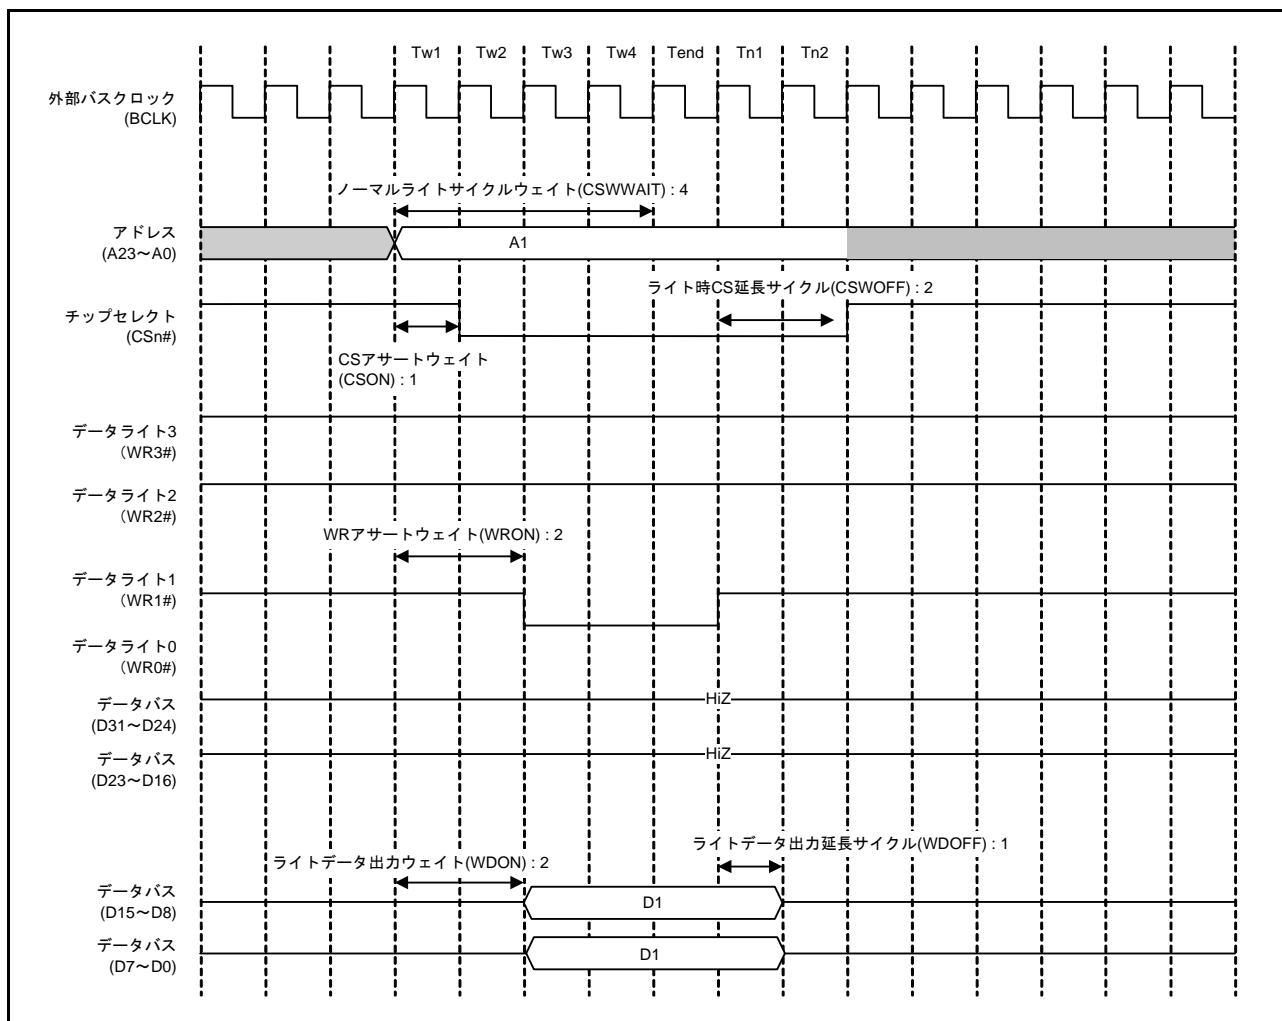 Tw1 Tw2 Tw3 Tw4 Tend Tn1 Tn2
外部バスクロック
(BCLK)
ノーマルライトサイクルウェイト(CSWWAIT) : 4
アドレス
(A23～A0)
A1
ライト時CS延長サイクル(CSWOFF) : 2
チップセレクト
(CSn#)
CSアサートウェイト
(CSON) : 1
データライト3
（WR3#)
データライト2
（WR2#)
WRアサートウェイト(WRON) : 2
データライト1
（WR1#)
データライト0
（WR0#)
データバス
(D31～D24)
HiZ
データバス
(D23～D16)
HiZ
ライトデータ出力延長サイクル(WDOFF) : 1
ライトデータ出力ウェイト(WDON) : 2
データバス
(D15～D8)
D1
データバス
(D7～D0)
D1